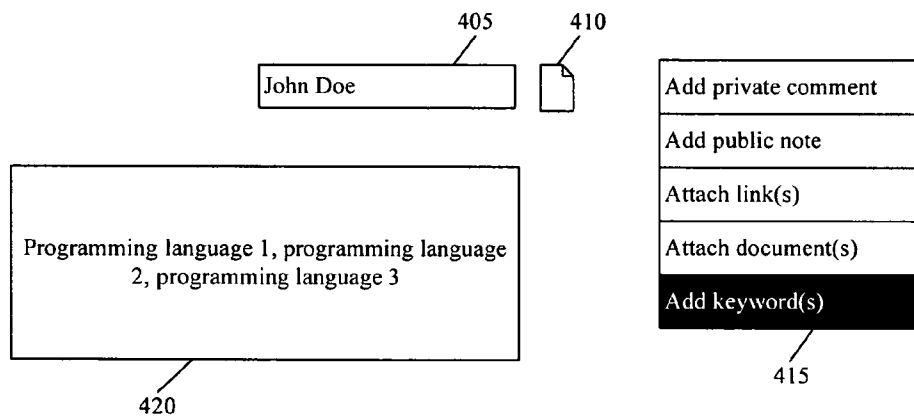 405
410
John Doe
Add private comment
Add public note
Attach link(s)
Attach document(s)
Add keyword(s)
415
Programming language 1, programming language
2, programming language 3
420